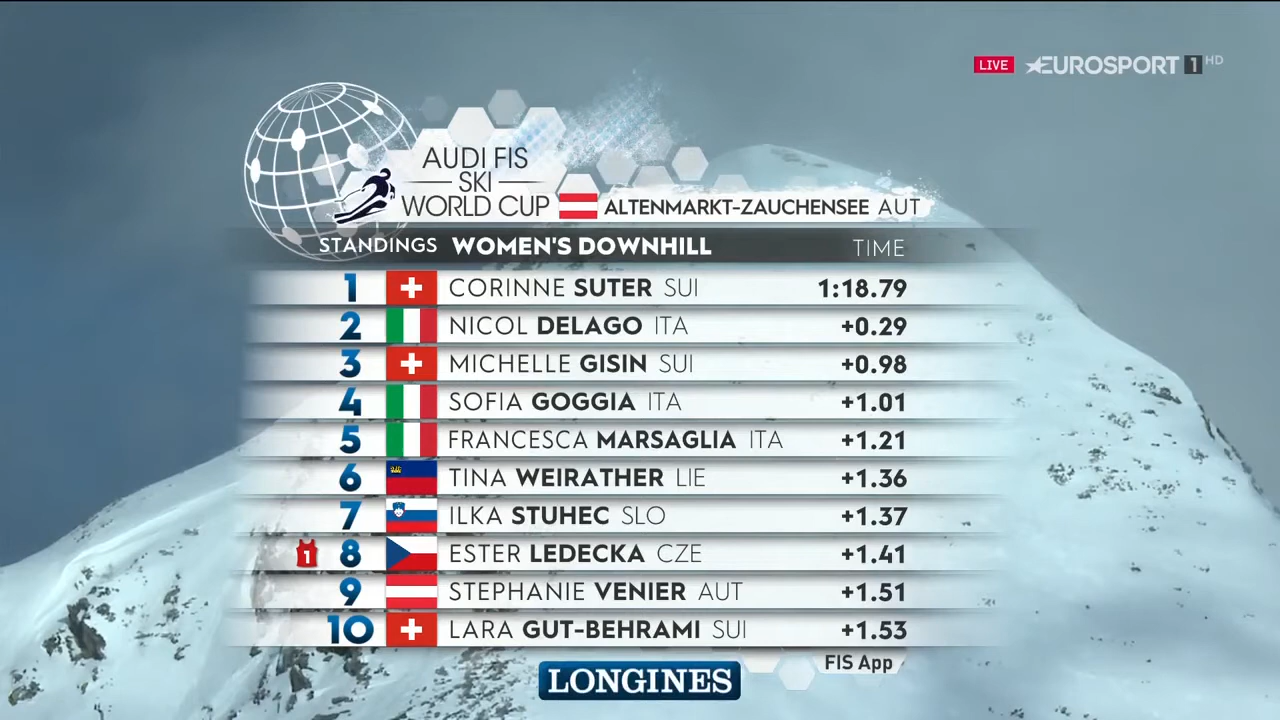 LIVE EUROSPORT 1 HD
AUDI FIS
SKI
WORLD CUP
ALTENMARKT-ZAUCHENSEE AUT
STANDINGS WOMEN'S DOWNHILL TIME
1 CORINNE SUTER SUI 1:18.79
2 NICOL DELAGO ITA +0.29
3 MICHELLE GISIN SUI +0.98
4 SOFIA GOGGIA ITA +1.01
5 FRANCESCA MARSAGLIA ITA +1.21
6 TINA WEIRATHER LIE +1.36
7 ILKA STUHEC SLO +1.37
1 8 ESTER LEDECKA CZE +1.41
9 STEPHANIE VENIER AUT +1.51
10 LARA GUT-BEHRAMI SUI +1.53
FIS App
LONGINES